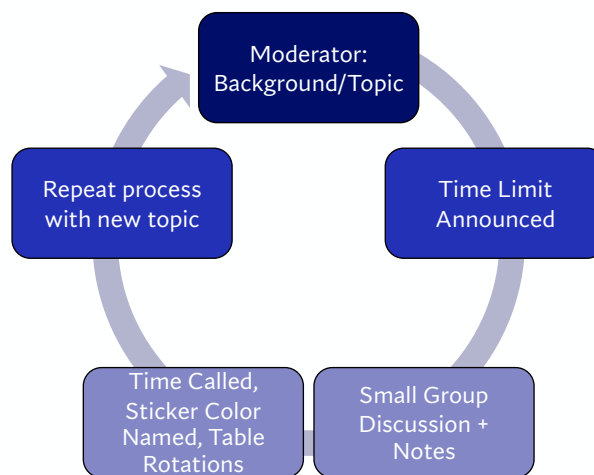 Moderator:
Background/Topic
Time Limit
Announced
Small Group
Discussion +
Notes
Time Called,
Sticker Color
Named, Table
Rotations
Repeat process
with new topic